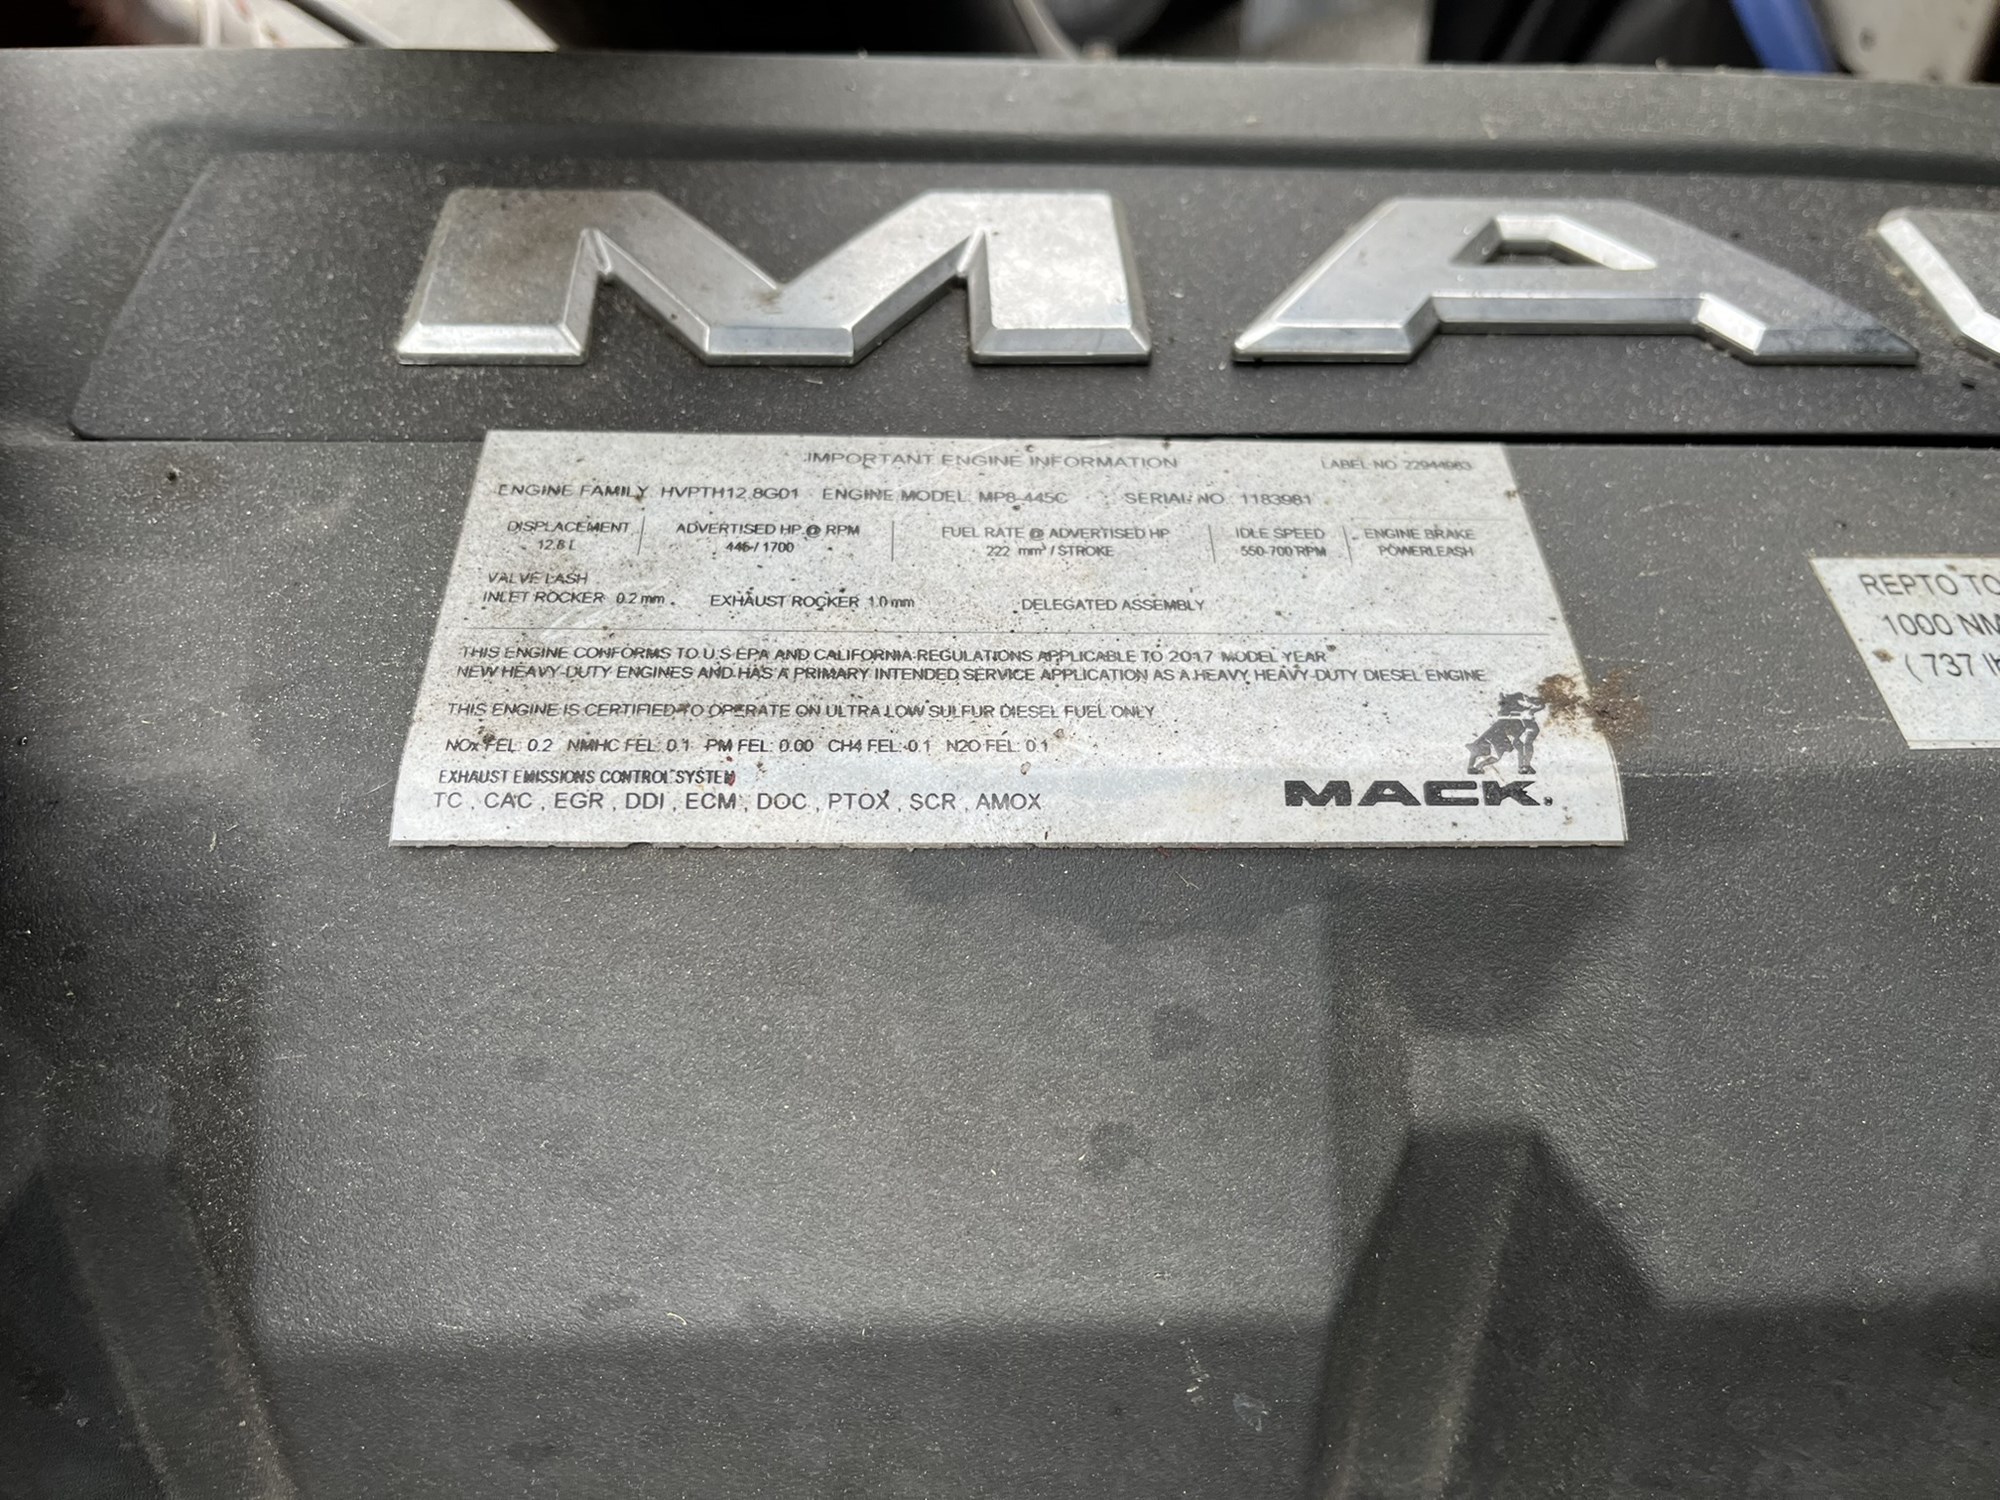 MAC
IMPORTANT ENGINE INFORMATION LABEL NO. 22944963
ENGINE FAMILY HVPTH12.8G01 ENGINE MODEL: MP8-445C SERIAL NO. 1183981
DISPLACEMENT ADVERTISED HP @ RPM FUEL RATE @ ADVERTISED HP IDLE SPEED ENGINE BRAKE
12.8 L 445 / 1700 222 mm³ / STROKE 550-700 RPM POWERLEASH
VALVE LASH
INLET ROCKER 0.2 mm EXHAUST ROCKER 1.0 mm DELEGATED ASSEMBLY
THIS ENGINE CONFORMS TO U.S EPA AND CALIFORNIA REGULATIONS APPLICABLE TO 2017 MODEL YEAR
NEW HEAVY-DUTY ENGINES AND HAS A PRIMARY INTENDED SERVICE APPLICATION AS A HEAVY HEAVY-DUTY DIESEL ENGINE
THIS ENGINE IS CERTIFIED TO OPERATE ON ULTRA LOW SULFUR DIESEL FUEL ONLY
NOx FEL: 0.2 NMHC FEL: 0.1 PM FEL: 0.00 CH4 FEL: 0.1 N2O FEL: 0.1
EXHAUST EMISSIONS CONTROL SYSTEM
TC , CAC , EGR , DDI , ECM , DOC , PTOX , SCR , AMOX
MACK.
REPTO TO
1000 NM
( 737 lb